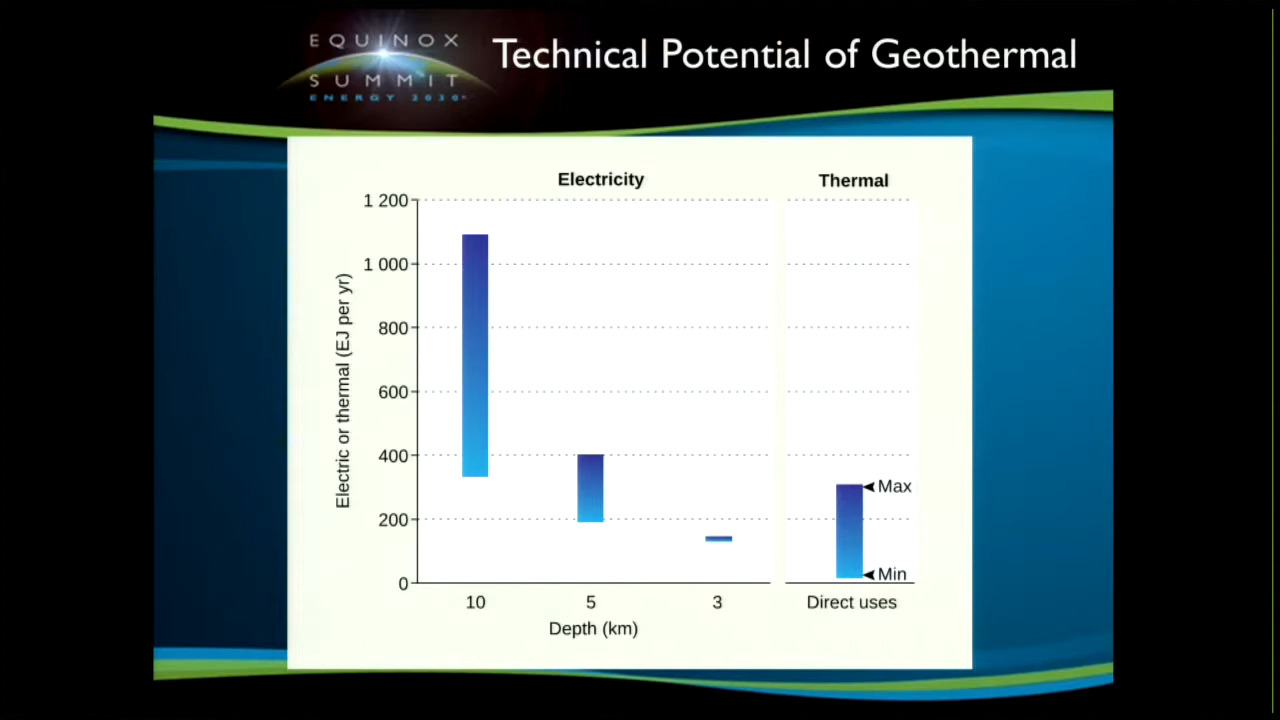 EQUINOX
SUMMIT
ENERGY 2030
Technical Potential of Geothermal
Electricity
Thermal
1 200
1 000
800
600
400
200
0
Electric or thermal (EJ per yr)
Max
Min
10
5
3
Direct uses
Depth (km)